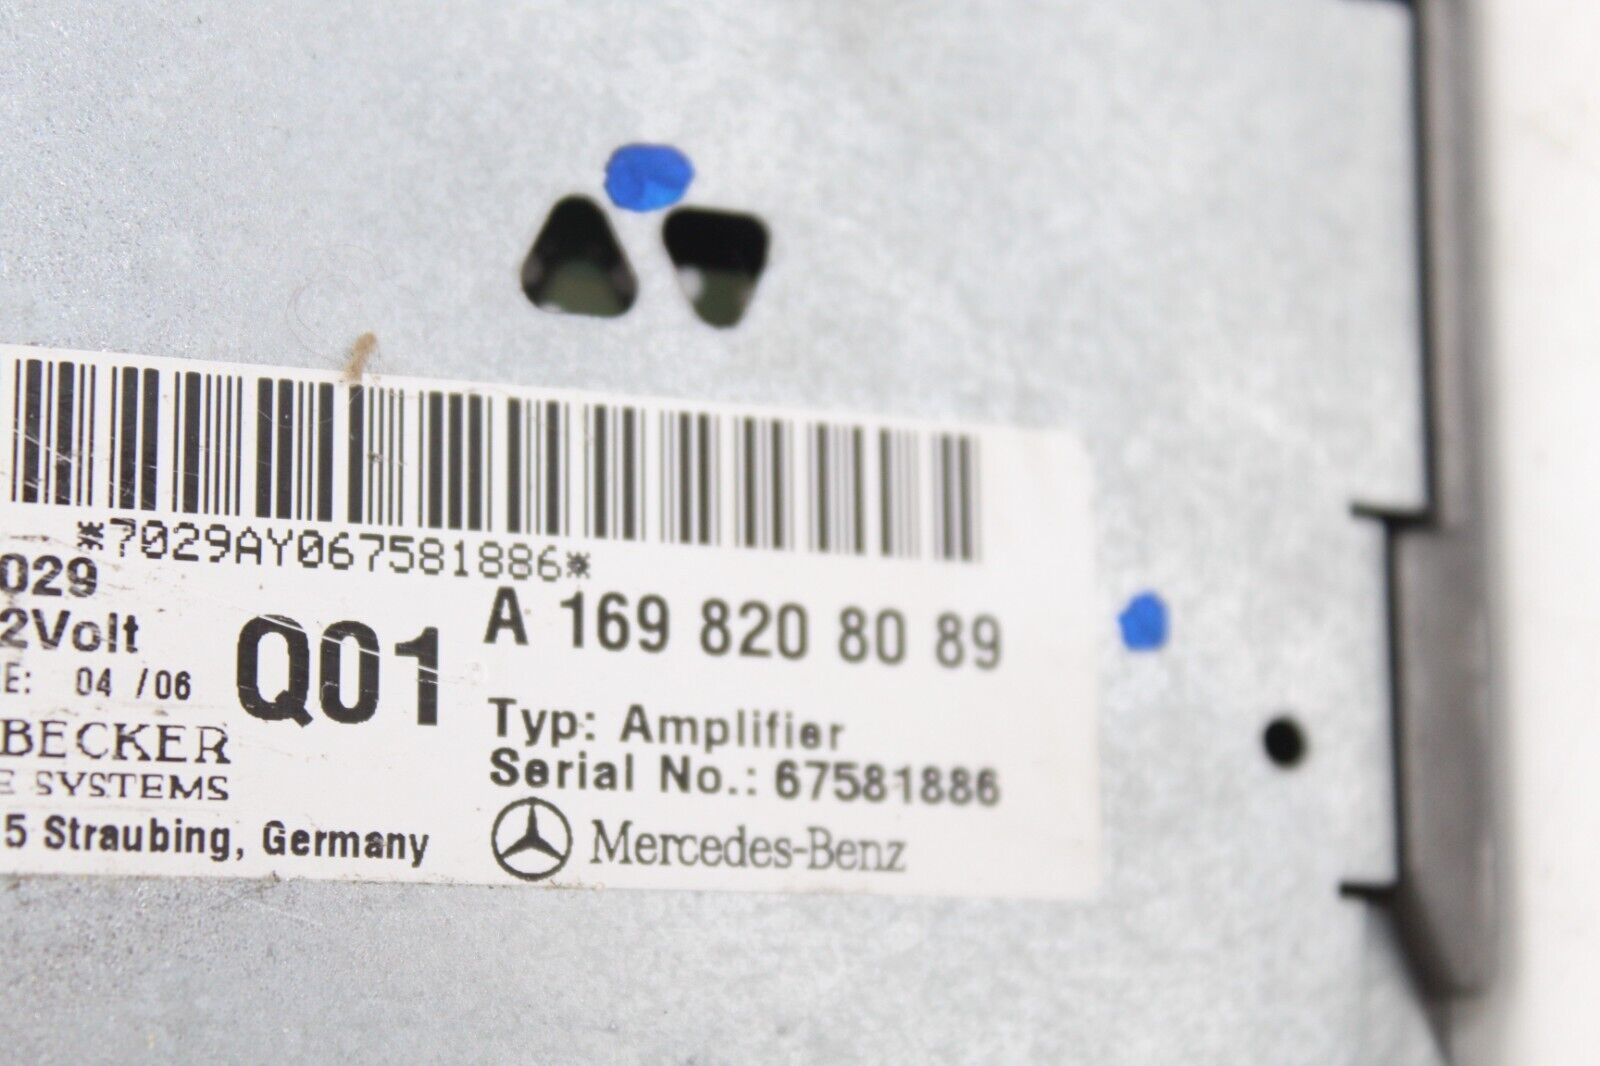 *7029AY067581886*
029
2Volt
E: 04 /06
Q01
A 169 820 80 89
BECKER
E SYSTEMS
5 Straubing, Germany
Typ: Amplifier
Serial No.: 67581886
Mercedes-Benz